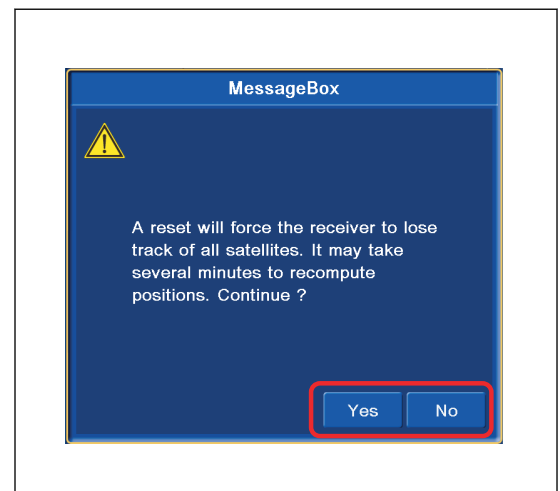 MessageBox
A reset will force the receiver to lose
track of all satellites. It may take
several minutes to recompute
positions. Continue ?
Yes No